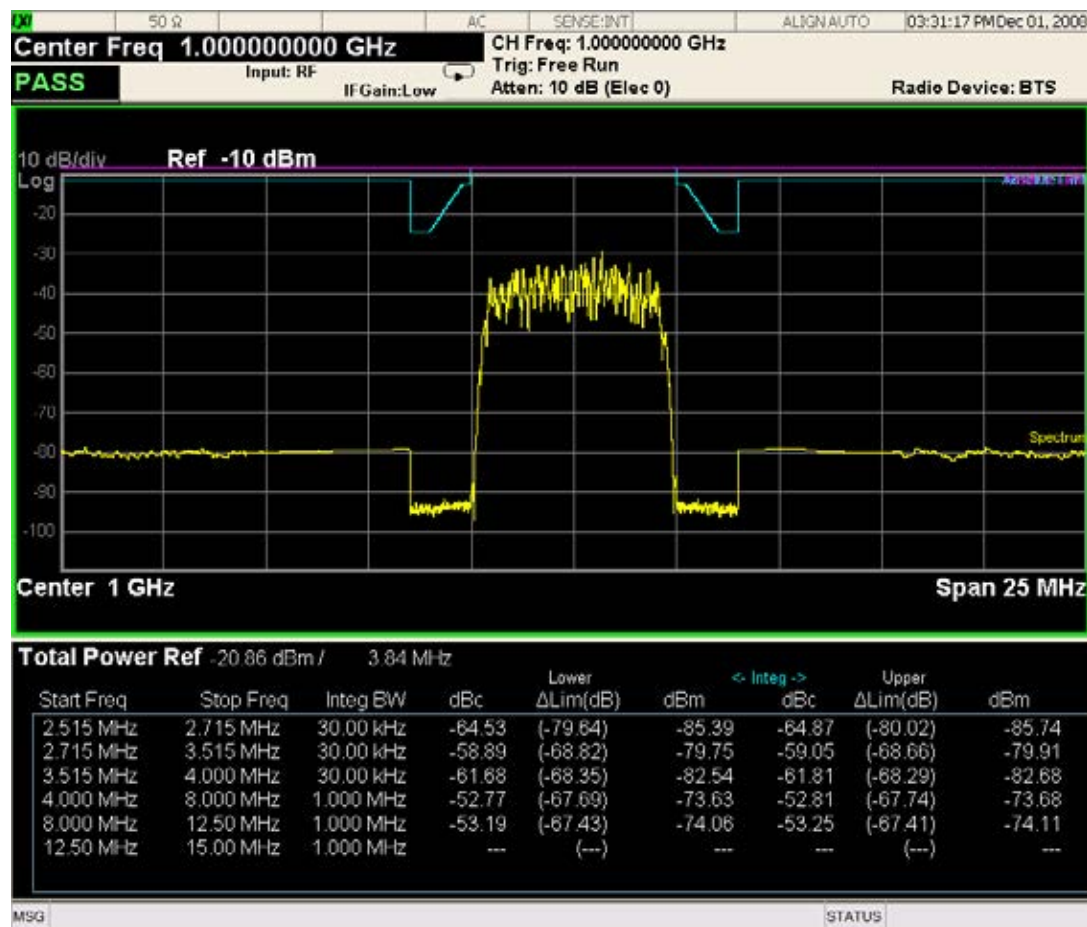 LXI 50 Ω AC SENSE:INT ALIGN AUTO 03:31:17 PM Dec 01, 2008
Center Freq 1.000000000 GHz CH Freq: 1.000000000 GHz
Input: RF Trig: Free Run
PASS IFGain:Low Atten: 10 dB (Elec 0) Radio Device: BTS
10 dB/div Ref -10 dBm
Log
-20
-30
-40
-50
-60
-70
-80
-90
-100
Spectrum
Center 1 GHz Span 25 MHz
Total Power Ref -20.86 dBm / 3.84 MHz
Lower <- Integ -> Upper
Start Freq Stop Freq Integ BW dBc ΔLim(dB) dBm dBc ΔLim(dB) dBm
2.515 MHz 2.715 MHz 30.00 kHz -64.53 (-79.64) -85.39 -64.87 (-80.02) -85.74
2.715 MHz 3.515 MHz 30.00 kHz -58.89 (-68.82) -79.75 -59.05 (-68.66) -79.91
3.515 MHz 4.000 MHz 30.00 kHz -61.68 (-68.35) -82.54 -61.81 (-68.29) -82.68
4.000 MHz 8.000 MHz 1.000 MHz -52.77 (-67.69) -73.63 -52.81 (-67.74) -73.68
8.000 MHz 12.50 MHz 1.000 MHz -53.19 (-67.43) -74.06 -53.25 (-67.41) -74.11
12.50 MHz 15.00 MHz 1.000 MHz --- (---) --- --- (---) ---
MSG STATUS